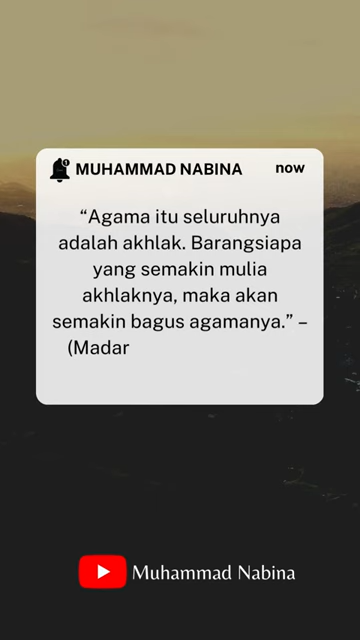 MUHAMMAD NABINA now
“Agama itu seluruhnya
adalah akhlak. Barangsiapa
yang semakin mulia
akhlaknya, maka akan
semakin bagus agamanya.” –
(Madar
Muhammad Nabina